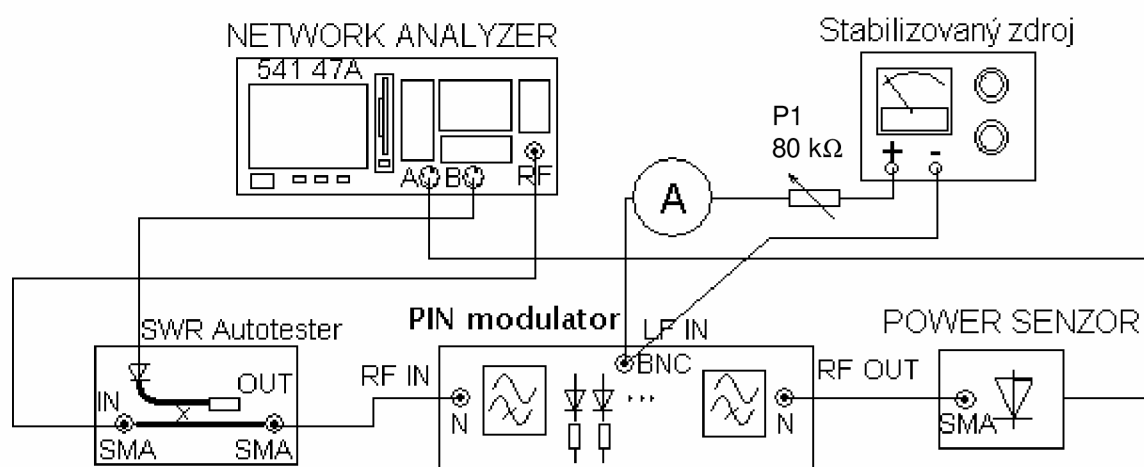 NETWORK ANALYZER
Stabilizovaný zdroj
541 47A
P1
80 kΩ
+ -
A B RF
A
PIN modulator
LF IN
SWR Autotester
POWER SENZOR
BNC
RF IN
RF OUT
OUT
IN
N
N
SMA
SMA SMA